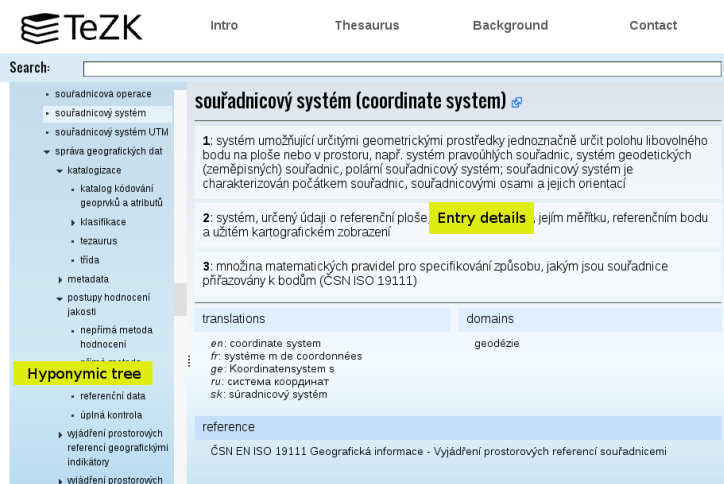 TeZK
Intro
Thesaurus
Background
Contact
Search:
souřadnicová operace
souřadnicový systém
souřadnicový systém UTM
správa geografických dat
katalogizace
katalog kódování
geoprvků a atributů
klasifikace
tezaurus
třída
metadata
postupy hodnocení
jakosti
nepřímá metoda
hodnocení
Hyponymic tree
referenční data
úplná kontrola
vyjádření prostorových
referencí geografickými
indikátory
vyjádření prostorových
souřadnicový systém (coordinate system)
1: systém umožňující určitými geometrickými prostředky jednoznačně určit polohu libovolného
bodu na ploše nebo v prostoru, např. systém pravoúhlých souřadnic, systém geodetických
(zeměpisných) souřadnic, polární souřadnicový systém; souřadnicový systém je
charakterizován počátkem souřadnic, souřadnicovými osami a jejich orientací
2: systém, určený údaji o referenční ploše, Entry details, jejím měřítku, referenčním bodu
a užitém kartografickém zobrazení
3: množina matematických pravidel pro specifikování způsobu, jakým jsou souřadnice
přiřazovány k bodům (ČSN ISO 19111)
translations
en: coordinate system
fr: système m de coordonnées
ge: Koordinatensystem s
ru: система координат
sk: súradnicový systém
domains
geodézie
reference
ČSN EN ISO 19111 Geografická informace - Vyjádření prostorových referencí souřadnicemi